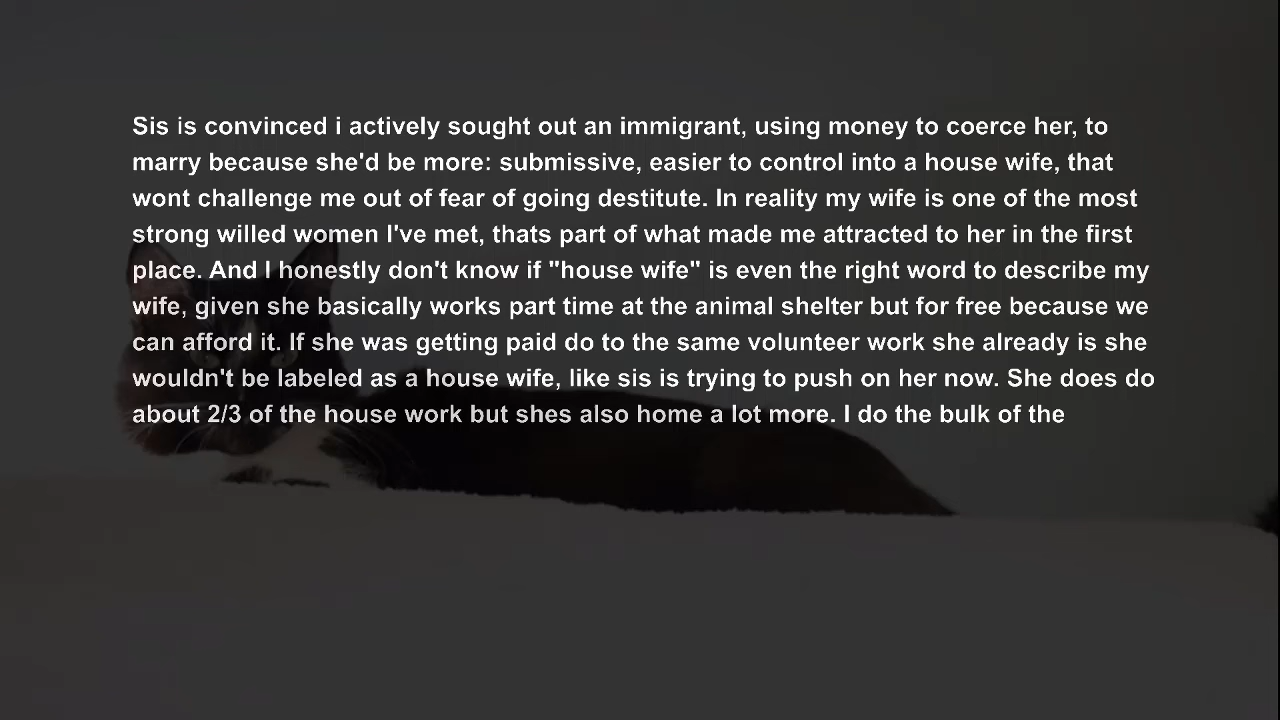 Sis is convinced i actively sought out an immigrant, using money to coerce her, to
marry because she'd be more: submissive, easier to control into a house wife, that
wont challenge me out of fear of going destitute. In reality my wife is one of the most
strong willed women I've met, thats part of what made me attracted to her in the first
place. And I honestly don't know if "house wife" is even the right word to describe my
wife, given she basically works part time at the animal shelter but for free because we
can afford it. If she was getting paid do to the same volunteer work she already is she
wouldn't be labeled as a house wife, like sis is trying to push on her now. She does do
about 2/3 of the house work but shes also home a lot more. I do the bulk of the